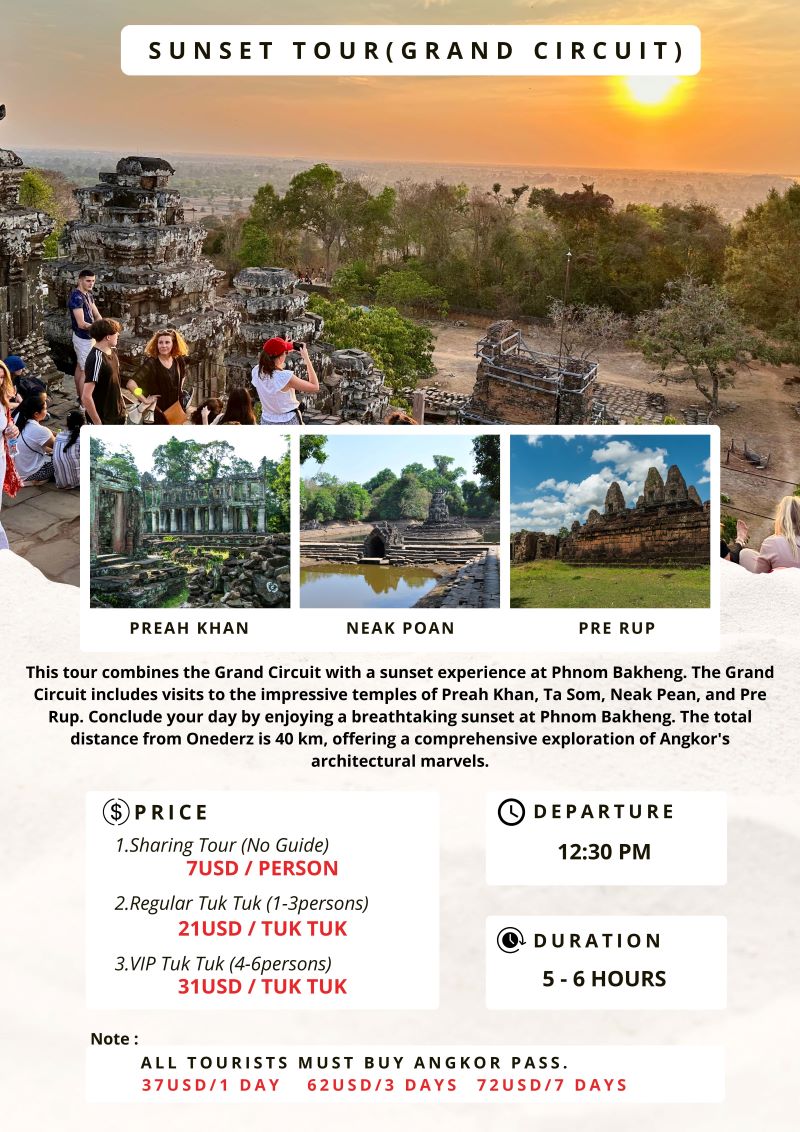 SUNSET TOUR(GRAND CIRCUIT)
PREAH KHAN
NEAK POAN
PRE RUP
This tour combines the Grand Circuit with a sunset experience at Phnom Bakheng. The Grand
Circuit includes visits to the impressive temples of Preah Khan, Ta Som, Neak Pean, and Pre
Rup. Conclude your day by enjoying a breathtaking sunset at Phnom Bakheng. The total
distance from Onederz is 40 km, offering a comprehensive exploration of Angkor's
architectural marvels.
PRICE
1.Sharing Tour (No Guide)
7USD / PERSON
2.Regular Tuk Tuk (1-3persons)
21USD / TUK TUK
3.VIP Tuk Tuk (4-6persons)
31USD / TUK TUK
DEPARTURE
12:30 PM
DURATION
5 - 6 HOURS
Note :
ALL TOURISTS MUST BUY ANGKOR PASS.
37USD/1 DAY 62USD/3 DAYS 72USD/7 DAYS